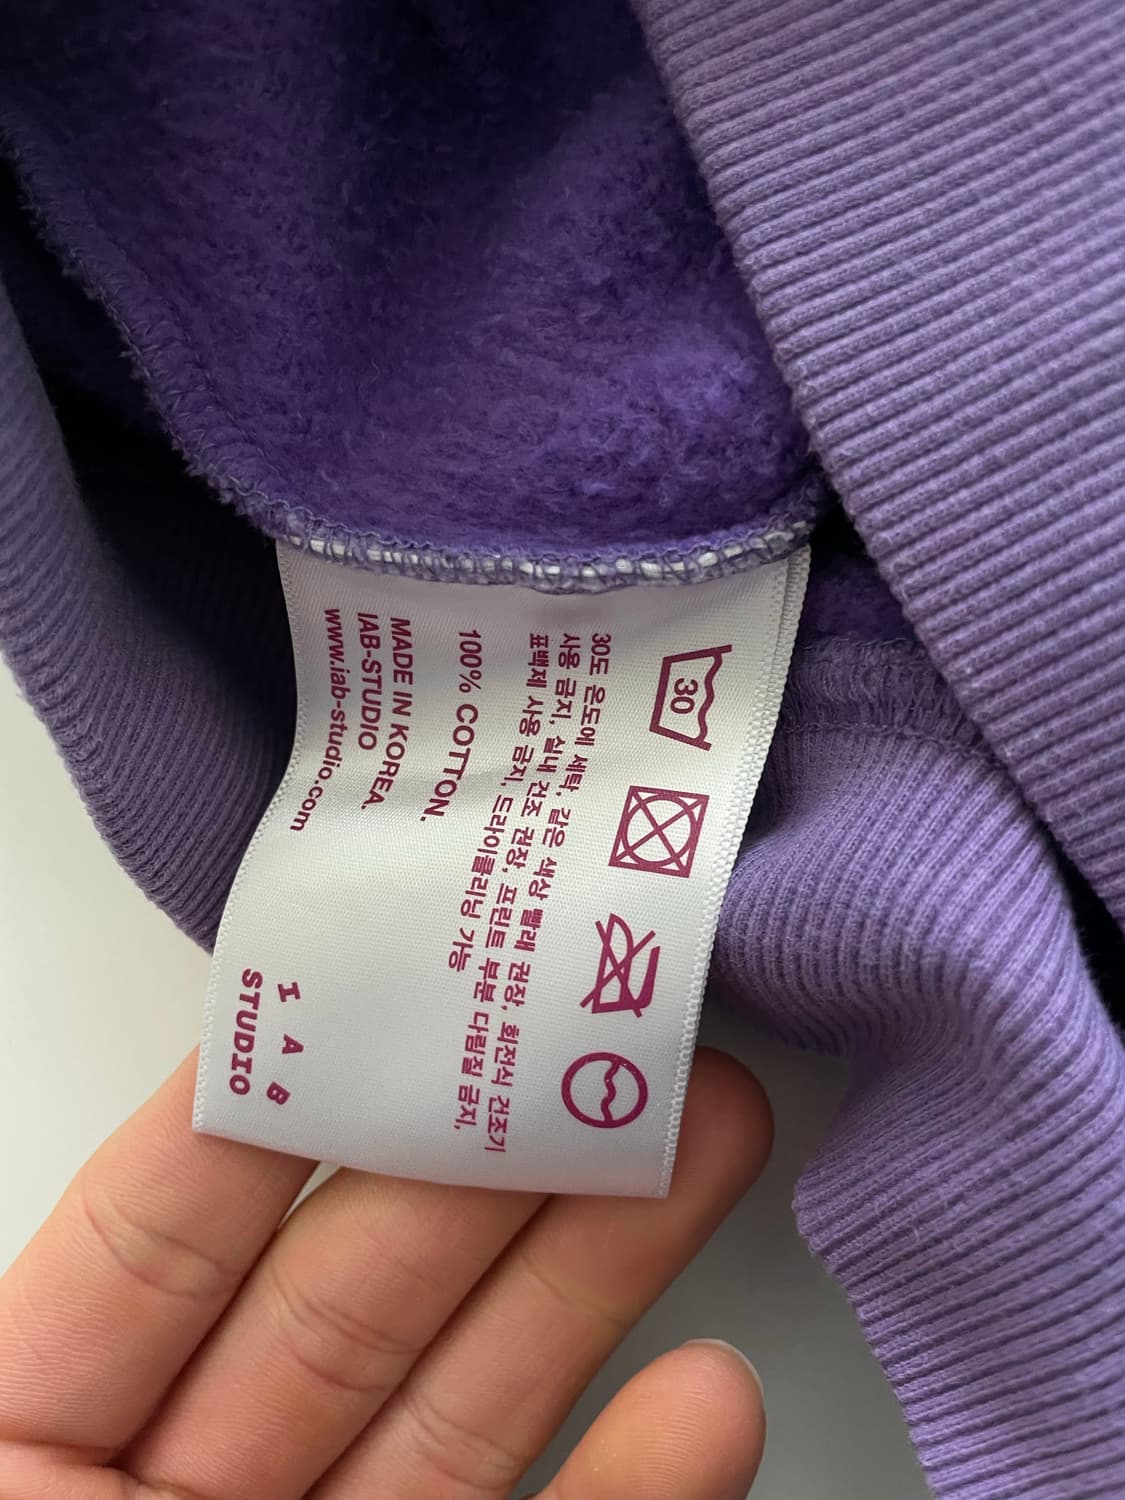 30
30도 온도에 세탁, 같은 색상 빨래 권장, 회전식 건조기
사용 금지, 실내 건조 권장, 프린트 부분 다림질 금지,
표백제 사용 금지, 드라이클리닝 가능
100% COTTON.
MADE IN KOREA.
IAB-STUDIO
www.iab-studio.com
I A B
STUDIO